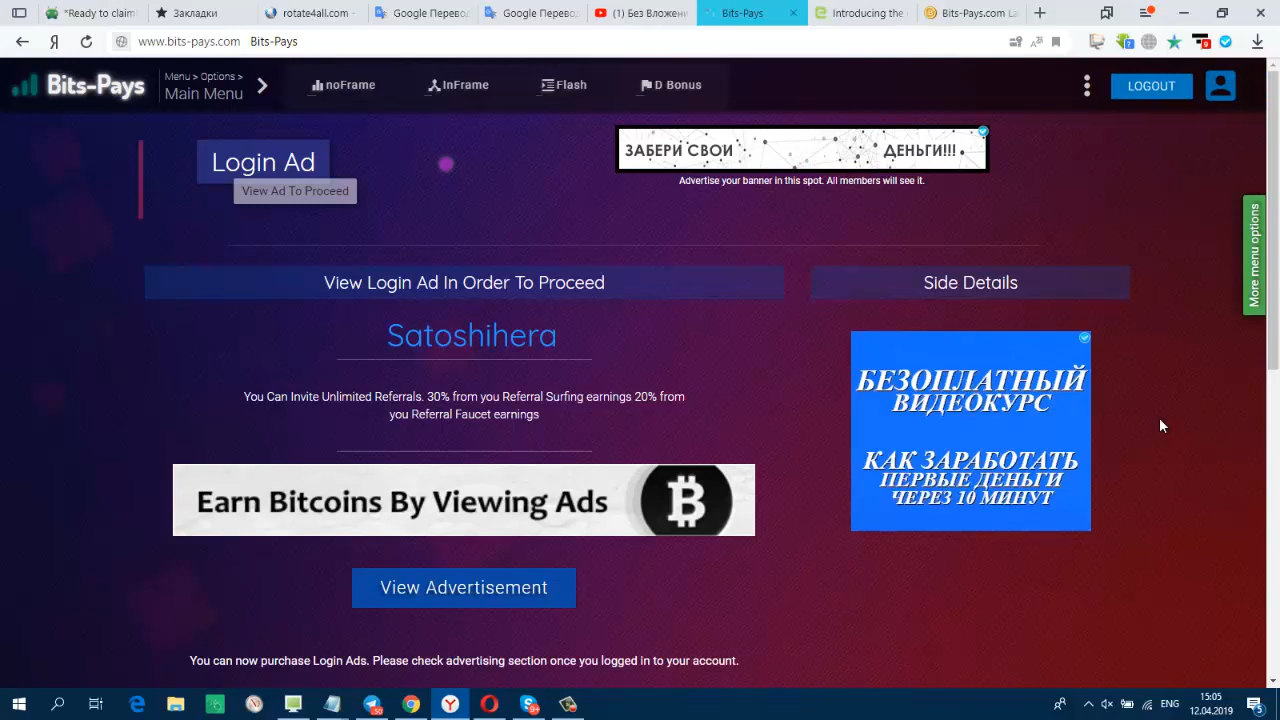 "Ready to claim
Закладки
rotate4all.com -
Google Перевод
Google Перевод
(1) Без Вложени
Bits-Pays
Introducing the
Bits-Pays.com La
www.bits-pays.com Bits-Pays
Bits-Pays
Menu > Options >
Main Menu
noFrame
InFrame
Flash
D Bonus
LOGOUT
Login Ad
View Ad To Proceed
ЗАБЕРИ СВОИ ДЕНЬГИ!!!
Advertise your banner in this spot. All members will see it.
More menu options
View Login Ad In Order To Proceed
Side Details
Satoshihera
You Can Invite Unlimited Referrals. 30% from you Referral Surfing earnings 20% from
you Referral Faucet earnings
БЕЗОПЛАТНЫЙ
ВИДЕОКУРС
КАК ЗАРАБОТАТЬ
ПЕРВЫЕ ДЕНЬГИ
ЧЕРЕЗ 10 МИНУТ
Earn Bitcoins By Viewing Ads
View Advertisement
You can now purchase Login Ads. Please check advertising section once you logged in to your account.
ENG
15:05
12.04.2019